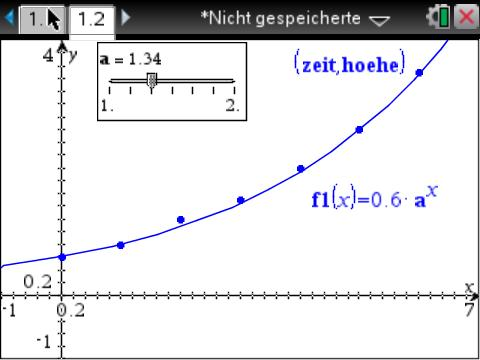 1. 1.2 *Nicht gespeicherte
4 y
a = 1.34
1. 2.
(zeit,hoehe)
f1(x)=0.6· a^x
0.2
x
-1 0.2 7
-1